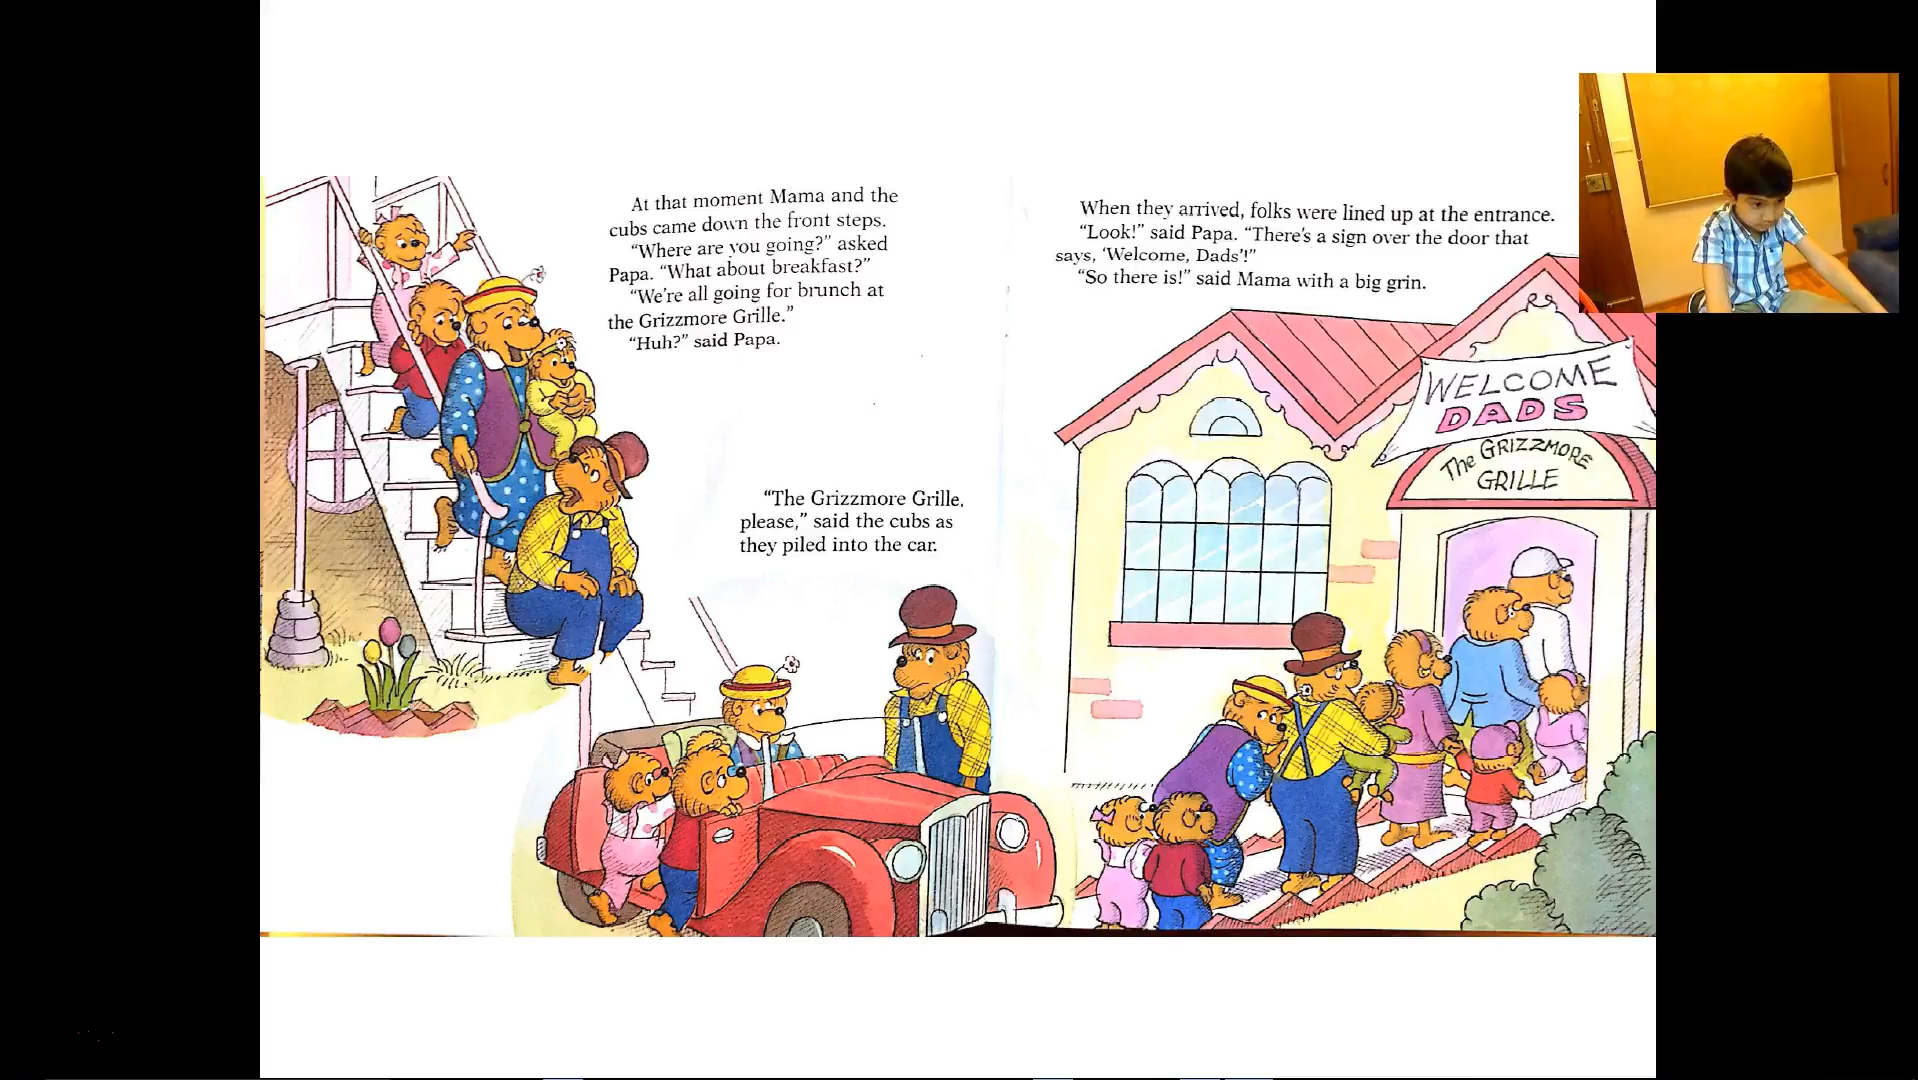 At that moment Mama and the
cubs came down the front steps.
“Where are you going?” asked
Papa. “What about breakfast?”
“We’re all going for brunch at
the Grizzmore Grille.”
“Huh?” said Papa.
“The Grizzmore Grille,
please,” said the cubs as
they piled into the car.
When they arrived, folks were lined up at the entrance.
“Look!” said Papa. “There’s a sign over the door that
says, ‘Welcome, Dads’!”
“So there is!” said Mama with a big grin.
WELCOME
DADS
The GRIZZMORE
GRILLE